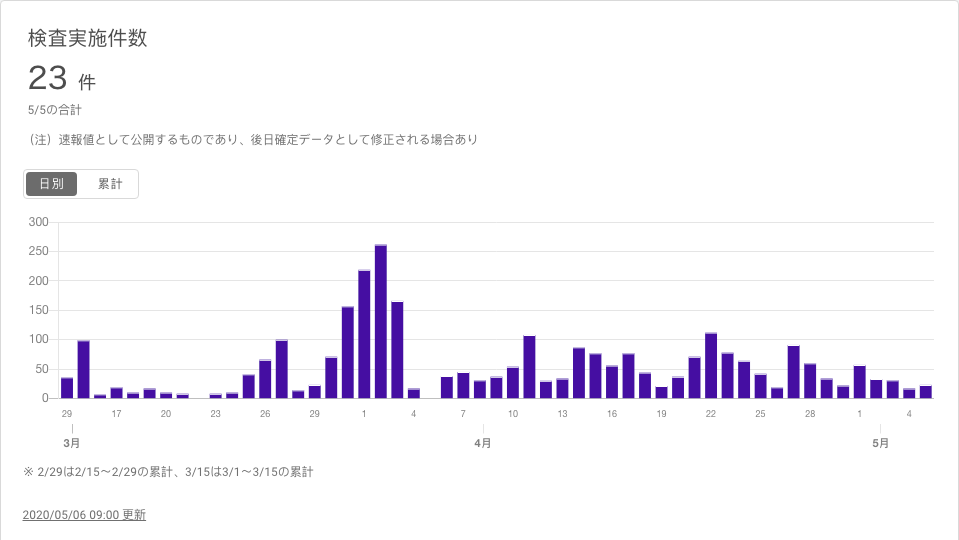 検査実施件数
23 件
5/5の合計
（注）速報値として公開するものであり、後日確定データとして修正される場合あり
日別 累計
300
250
200
150
100
50
0
29 17 20 23 26 29 1 4 7 10 13 16 19 22 25 28 1 4
3月 4月 5月
※ 2/29は2/15〜2/29の累計、3/15は3/1〜3/15の累計
2020/05/06 09:00 更新